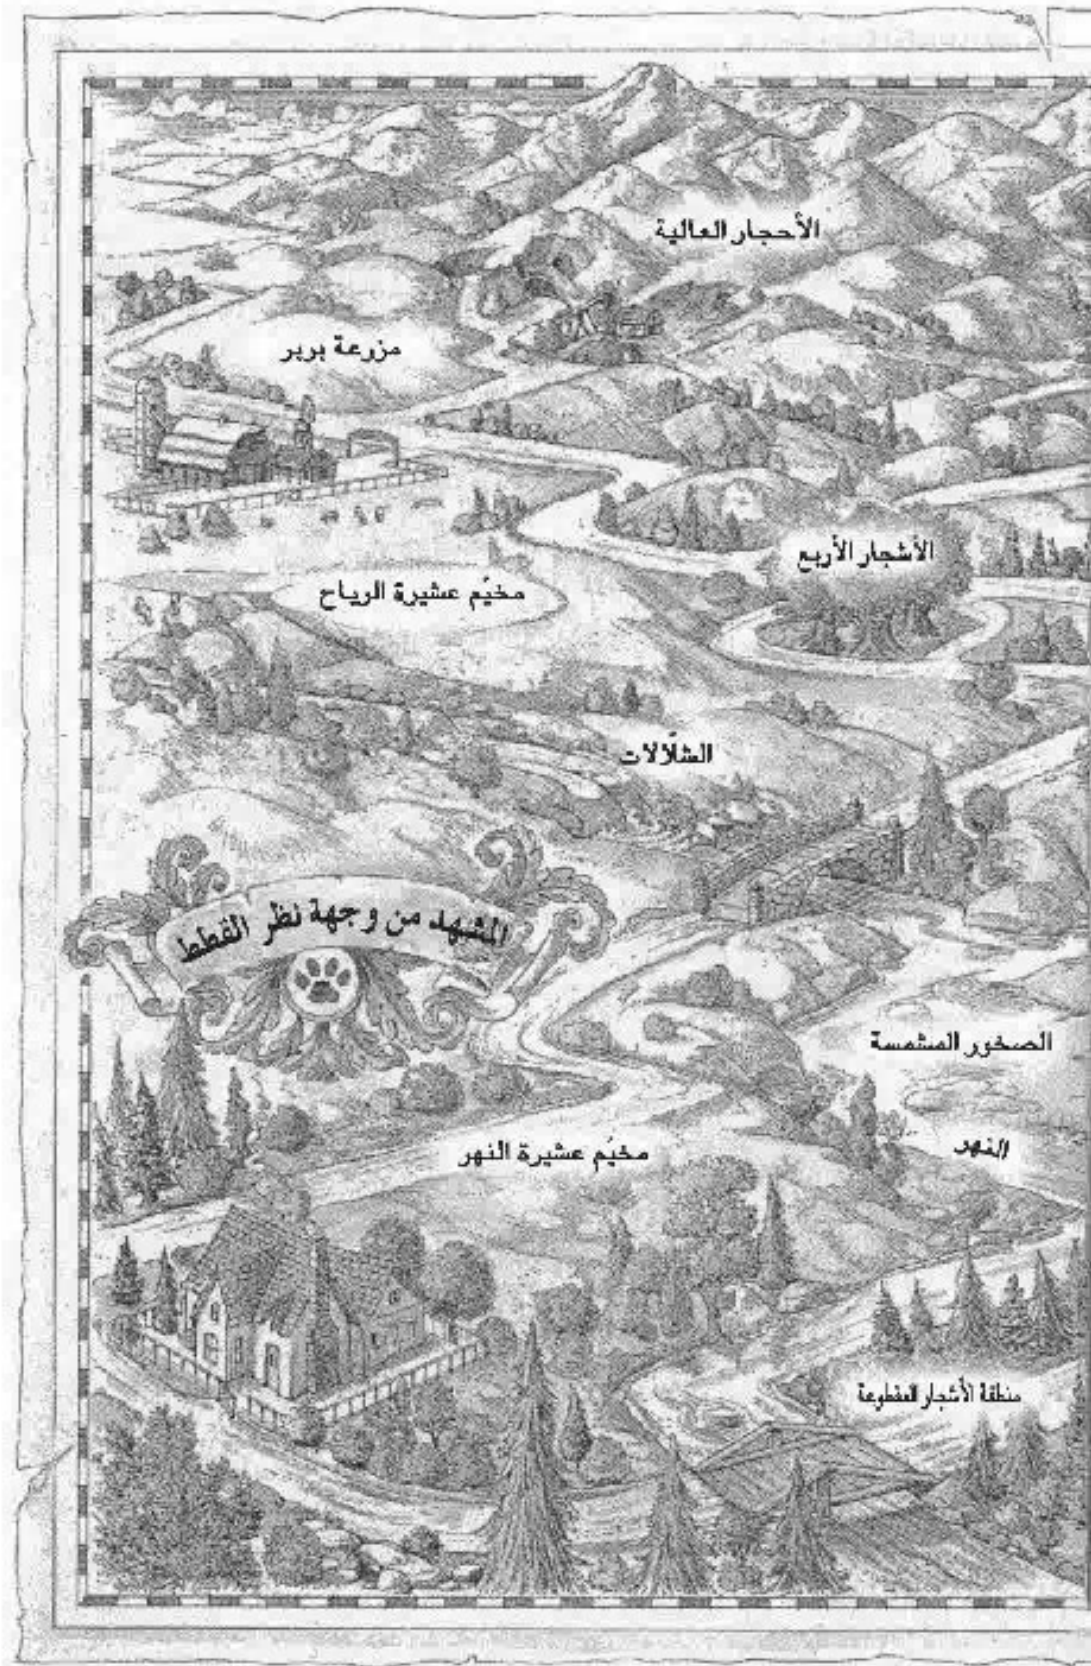 الأحجار العالية
مزرعة بربر
الأشجار الأربع
مخيّم عشيرة الرياح
الشلّالات
المشهد من وجهة نظر القطط
الصخور المشمسة
النهر
مخيّم عشيرة النهر
منطقة الأشجار المقطوعة